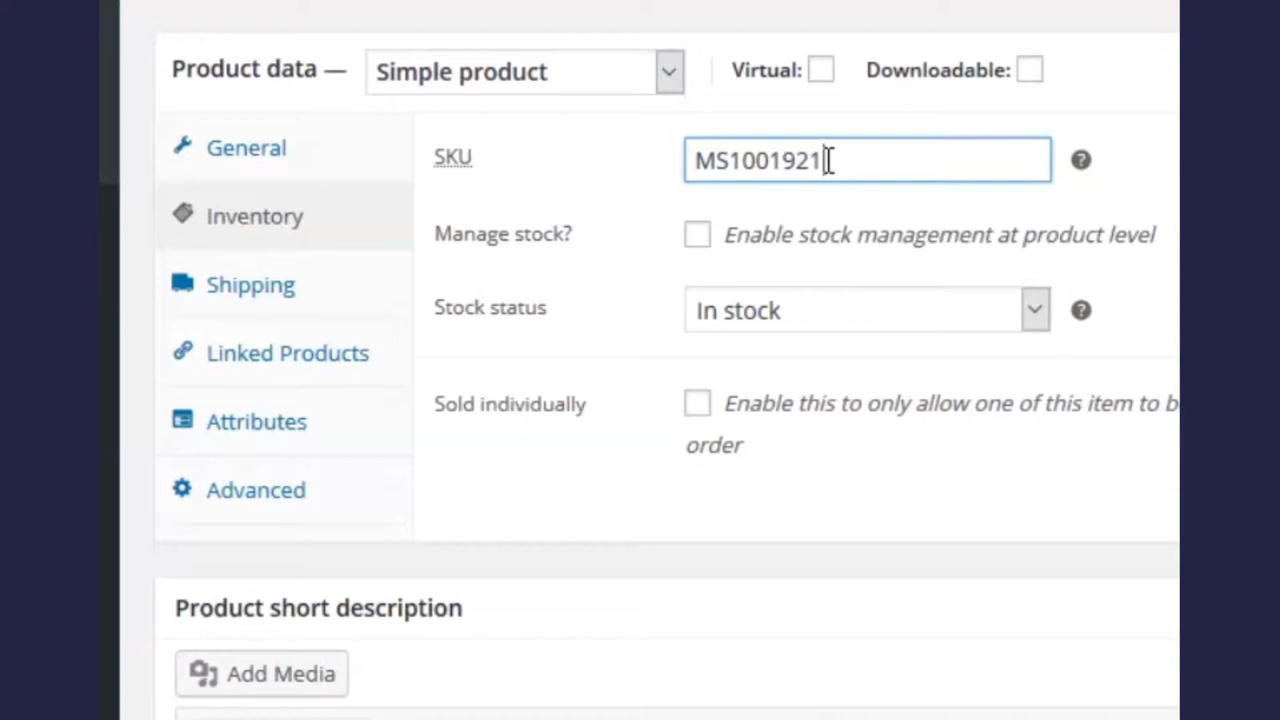 Product data — Simple product Virtual: Downloadable:
General
Inventory
Shipping
Linked Products
Attributes
Advanced
SKU MS1001921
Manage stock? Enable stock management at product level
Stock status In stock
Sold individually Enable this to only allow one of this item to
order
Product short description
Add Media